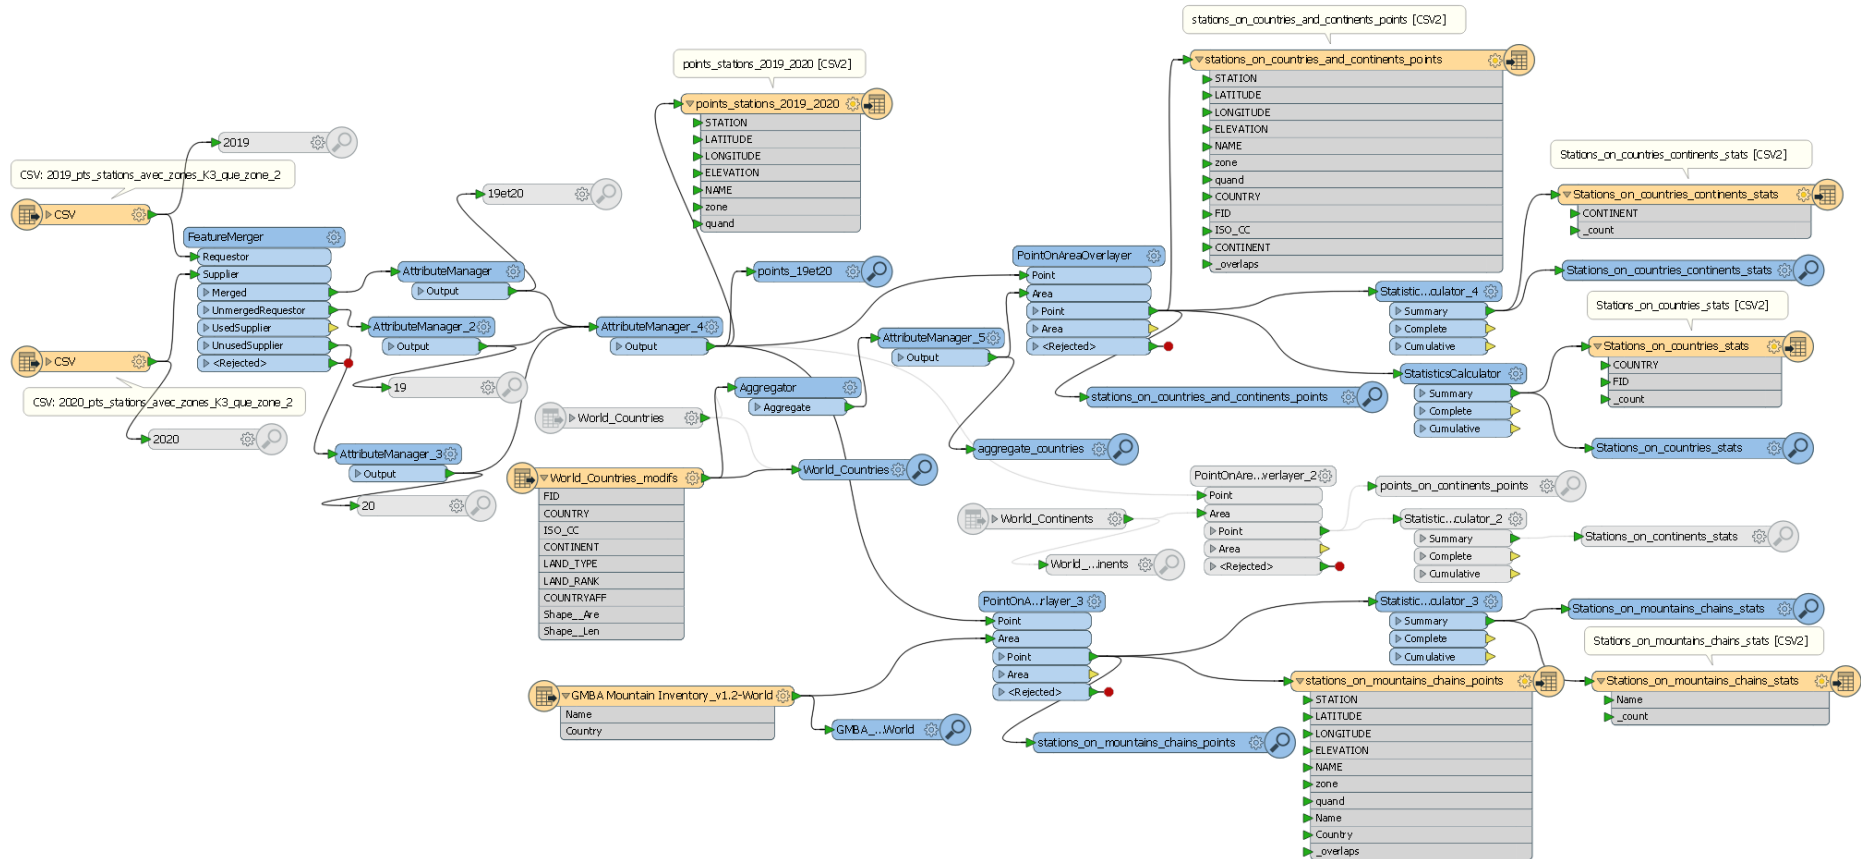 stations_on_countries_and_continents_points [CSV2]
points_stations_2019_2020 [CSV2]
stations_on_countries_and_continents_points
STATION
LATITUDE
LONGITUDE
ELEVATION
NAME
zone
quand
COUNTRY
FID
ISO_CC
CONTINENT
_overlaps
points_stations_2019_2020
STATION
LATITUDE
LONGITUDE
ELEVATION
NAME
zone
quand
2019
CSV: 2019_pts_stations_avec_zones_K3_que_zone_2
CSV
19et20
FeatureMerger
Requestor
Supplier
Merged
UnmergedRequestor
UsedSupplier
UnusedSupplier
<Rejected>
CSV
CSV: 2020_pts_stations_avec_zones_K3_que_zone_2
2020
AttributeManager
Output
AttributeManager_2
Output
19
AttributeManager_3
Output
20
AttributeManager_4
Output
points_19et20
Aggregator
Aggregate
World_Countries
World_Countries
World_Countries_modifs
FID
COUNTRY
ISO_CC
CONTINENT
LAND_TYPE
LAND_RANK
COUNTRYAFF
Shape__Are
Shape__Len
AttributeManager_5
Output
aggregate_countries
PointOnAreaOverlayer
Point
Area
Point
Area
<Rejected>
stations_on_countries_and_continents_points
Stations_on_countries_continents_stats [CSV2]
Stations_on_countries_continents_stats
CONTINENT
_count
Stations_on_countries_continents_stats
Statistic...culator_4
Summary
Complete
Cumulative
Stations_on_countries_stats [CSV2]
Stations_on_countries_stats
COUNTRY
FID
_count
StatisticsCalculator
Summary
Complete
Cumulative
Stations_on_countries_stats
World_Continents
World_...inents
PointOnAre...verlayer_2
Point
Area
Point
Area
<Rejected>
points_on_continents_points
Statistic...culator_2
Summary
Complete
Cumulative
Stations_on_continents_stats
PointOnA...rlayer_3
Point
Area
Point
Area
<Rejected>
GMBA Mountain Inventory_v1.2-World
Name
Country
GMBA_...World
stations_on_mountains_chains_points
Statistic...culator_3
Summary
Complete
Cumulative
Stations_on_mountains_chains_stats
Stations_on_mountains_chains_stats [CSV2]
Stations_on_mountains_chains_stats
Name
_count
stations_on_mountains_chains_points
STATION
LATITUDE
LONGITUDE
ELEVATION
NAME
zone
quand
Name
Country
_overlaps